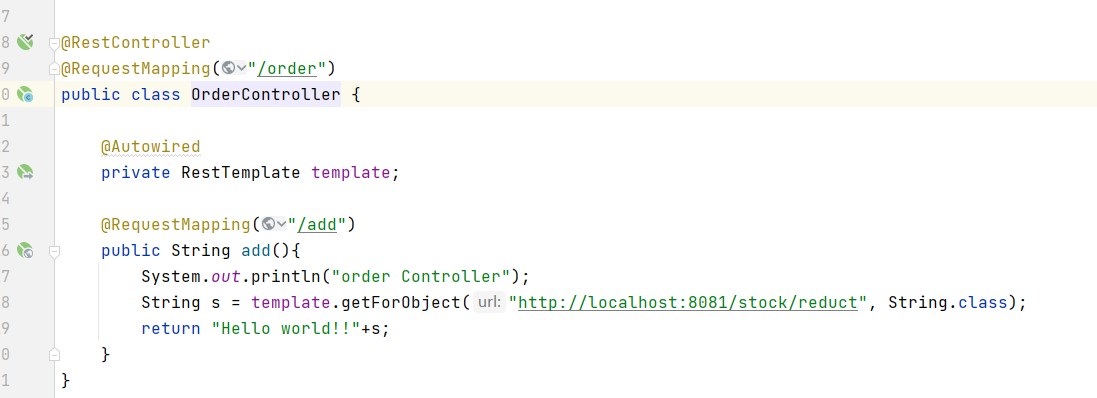 7
8 @RestController
9 @RequestMapping("/order")
0 public class OrderController {
1
2 @Autowired
3 private RestTemplate template;
4
5 @RequestMapping("/add")
6 public String add(){
7 System.out.println("order Controller");
8 String s = template.getForObject( url: "http://localhost:8081/stock/reduct", String.class);
9 return "Hello world!!"+s;
0 }
1 }